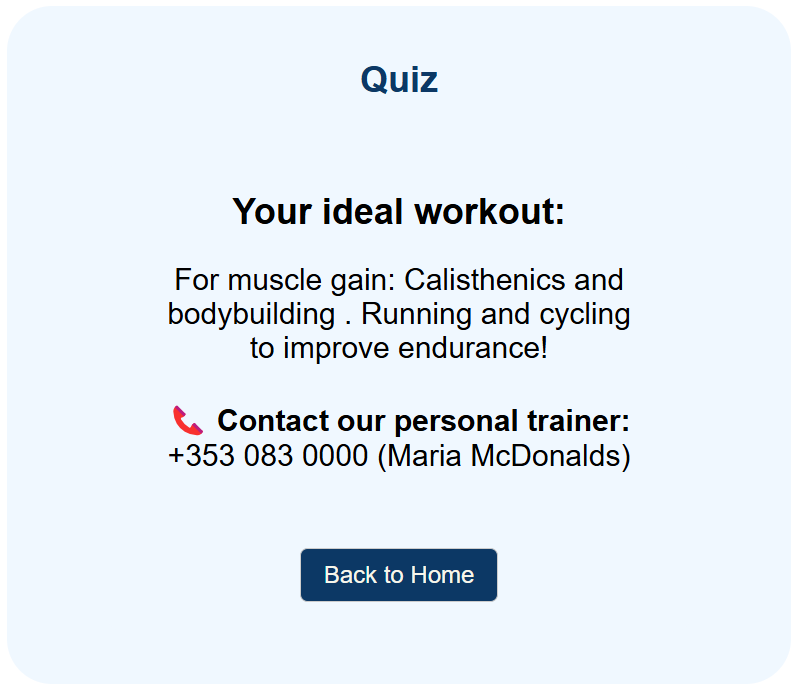 Quiz
Your ideal workout:
For muscle gain: Calisthenics and
bodybuilding . Running and cycling
to improve endurance!
Contact our personal trainer:
+353 083 0000 (Maria McDonalds)
Back to Home